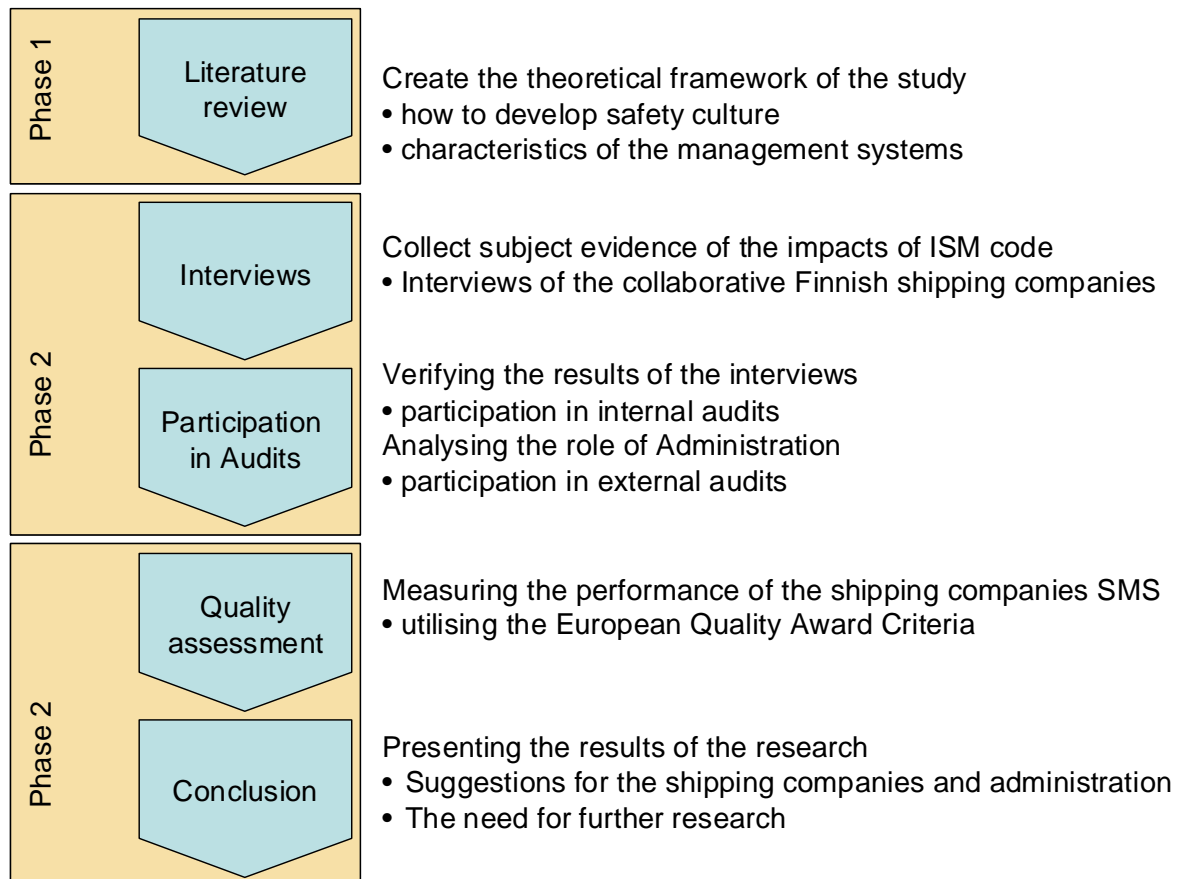 Phase 1
Literature
review
Create the theoretical framework of the study
• how to develop safety culture
• characteristics of the management systems
Phase 2
Interviews
Collect subject evidence of the impacts of ISM code
• Interviews of the collaborative Finnish shipping companies
Participation
in Audits
Verifying the results of the interviews
• participation in internal audits
Analysing the role of Administration
• participation in external audits
Phase 2
Quality
assessment
Measuring the performance of the shipping companies SMS
• utilising the European Quality Award Criteria
Conclusion
Presenting the results of the research
• Suggestions for the shipping companies and administration
• The need for further research